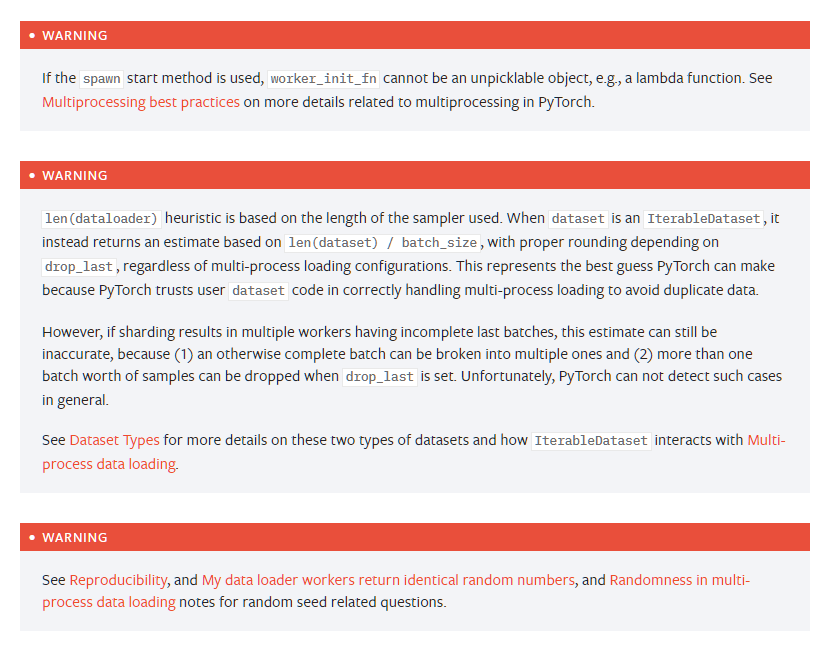 WARNING
If the spawn start method is used, worker_init_fn cannot be an unpicklable object, e.g., a lambda function. See
Multiprocessing best practices on more details related to multiprocessing in PyTorch.
WARNING
len(dataloader) heuristic is based on the length of the sampler used. When dataset is an IterableDataset, it
instead returns an estimate based on len(dataset) / batch_size, with proper rounding depending on
drop_last, regardless of multi-process loading configurations. This represents the best guess PyTorch can make
because PyTorch trusts user dataset code in correctly handling multi-process loading to avoid duplicate data.
However, if sharding results in multiple workers having incomplete last batches, this estimate can still be
inaccurate, because (1) an otherwise complete batch can be broken into multiple ones and (2) more than one
batch worth of samples can be dropped when drop_last is set. Unfortunately, PyTorch can not detect such cases
in general.
See Dataset Types for more details on these two types of datasets and how IterableDataset interacts with Multi-
process data loading.
WARNING
See Reproducibility, and My data loader workers return identical random numbers, and Randomness in multi-
process data loading notes for random seed related questions.